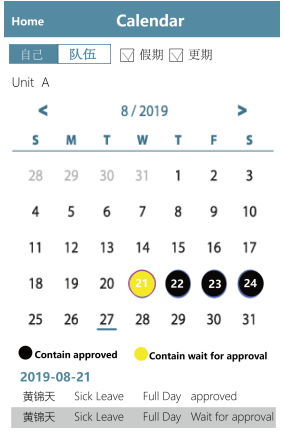 Home Calendar
自己 队伍 假期 更期
Unit A
< 8 / 2019 >
S M T W T F S
28 29 30 31 1 2 3
4 5 6 7 8 9 10
11 12 13 14 15 16 17
18 19 20 21 22 23 24
25 26 27 28 29 30 31
Contain approved Contain wait for approval
2019-08-21
黄锦天 Sick Leave Full Day approved
黄锦天 Sick Leave Full Day Wait for approval